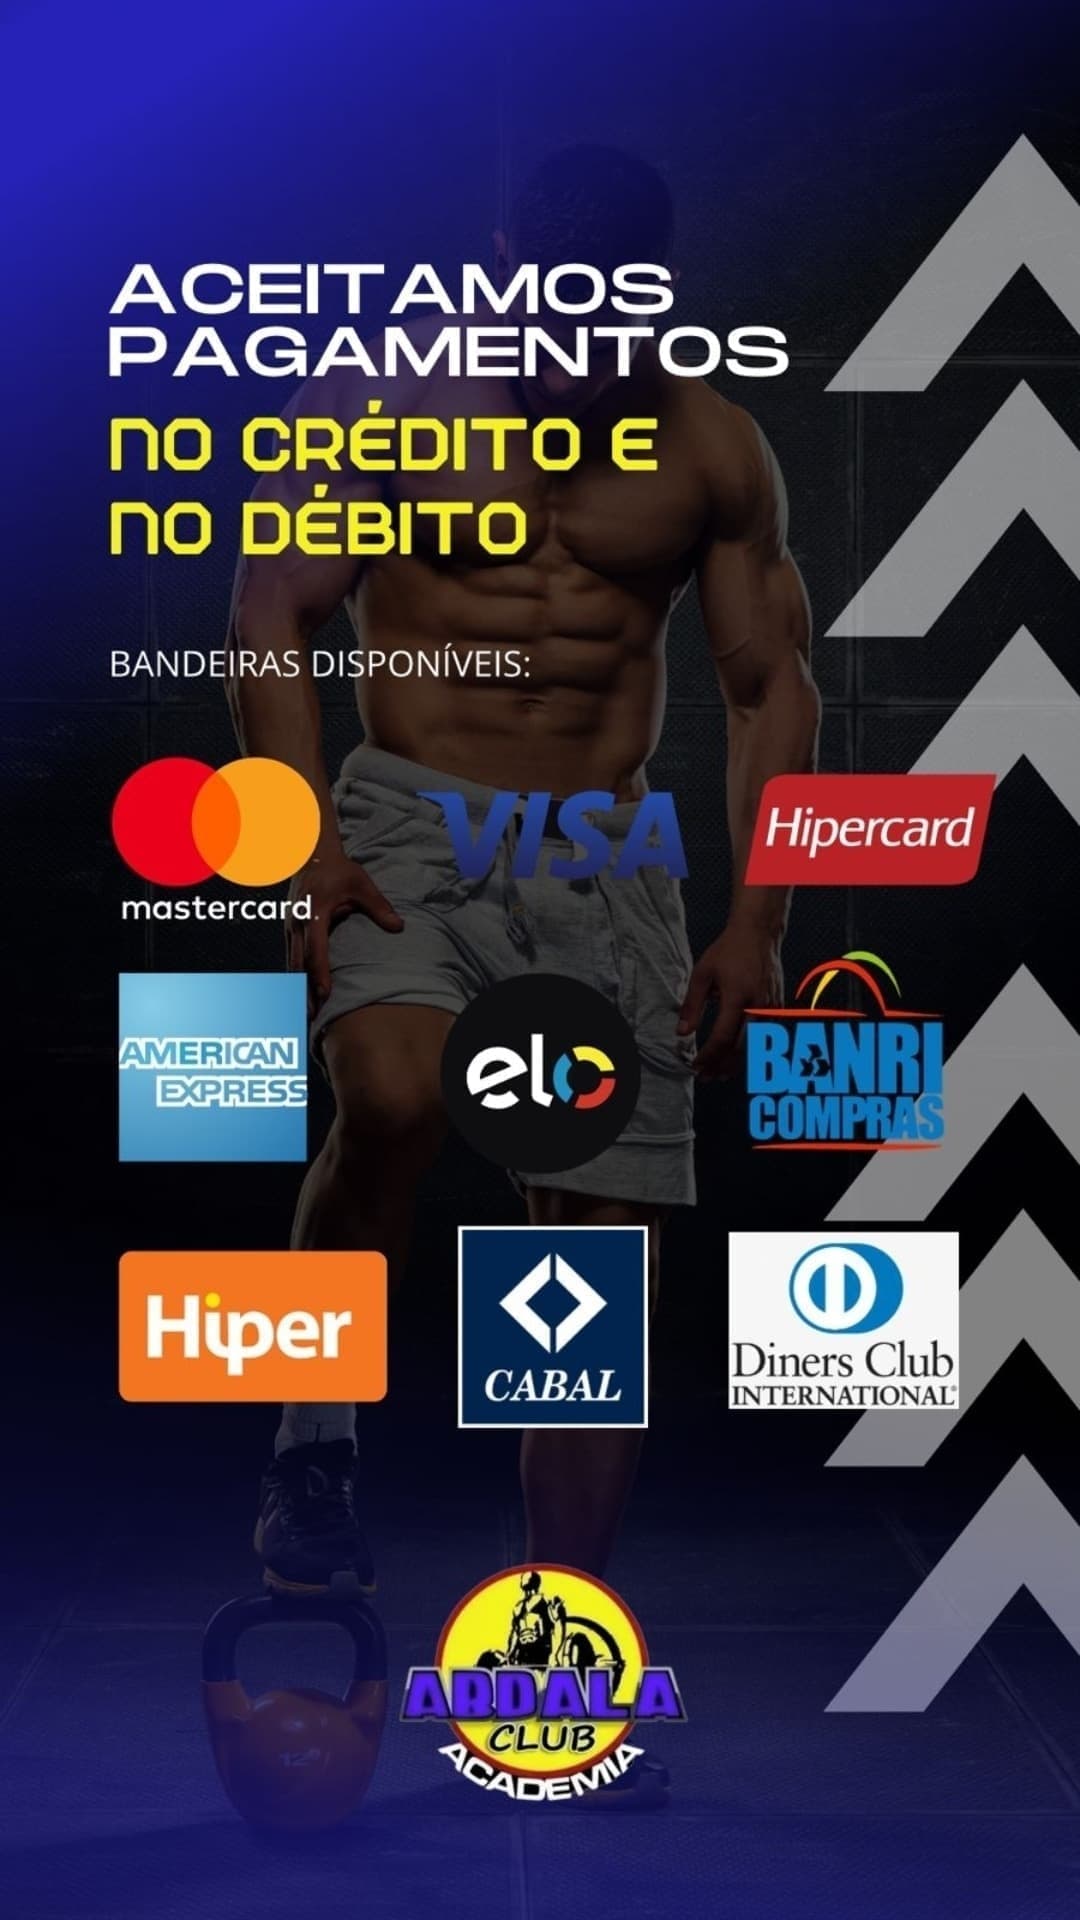 ACEITAMOS
PAGAMENTOS
NO CRÉDITO E
NO DÉBITO
BANDEIRAS DISPONÍVEIS:
mastercard.
VISA
Hipercard
AMERICAN
EXPRESS
elo
BANRI
COMPRAS
Hiper
CABAL
Diners Club
INTERNATIONAL®
12
ABDALA
CLUB
ACADEMIA